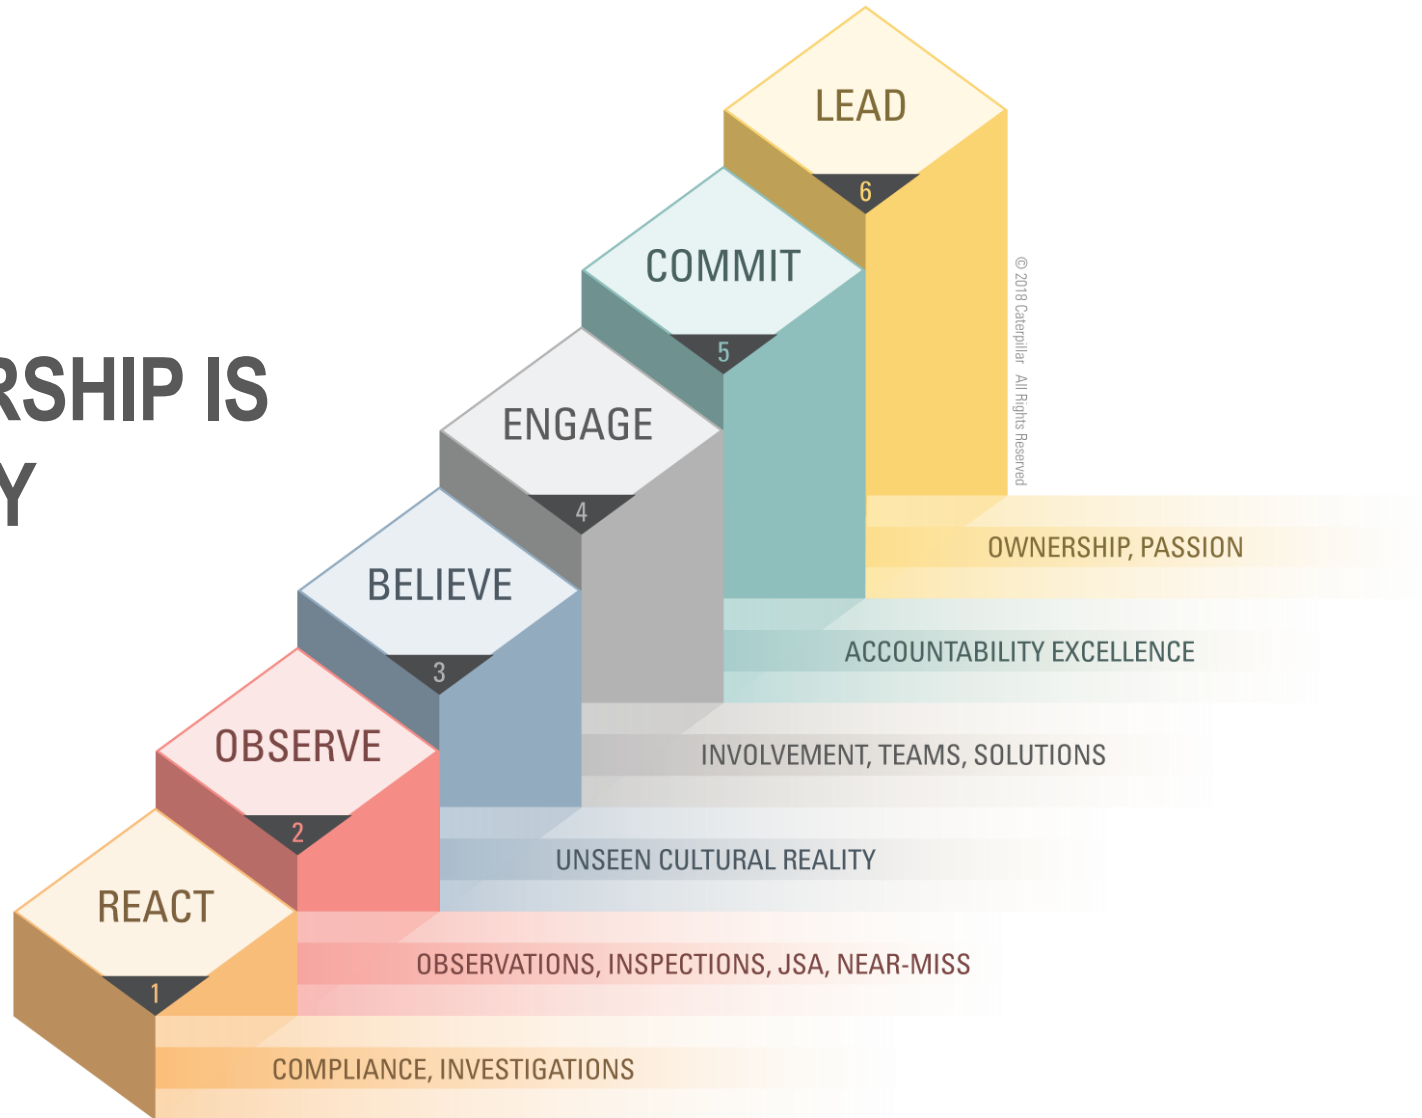 LEAD
6
COMMIT
5
RSHIP IS
Y
ENGAGE
4
BELIEVE
3
OBSERVE
2
REACT
1
© 2018 Caterpillar All Rights Reserved
OWNERSHIP, PASSION
ACCOUNTABILITY EXCELLENCE
INVOLVEMENT, TEAMS, SOLUTIONS
UNSEEN CULTURAL REALITY
OBSERVATIONS, INSPECTIONS, JSA, NEAR-MISS
COMPLIANCE, INVESTIGATIONS